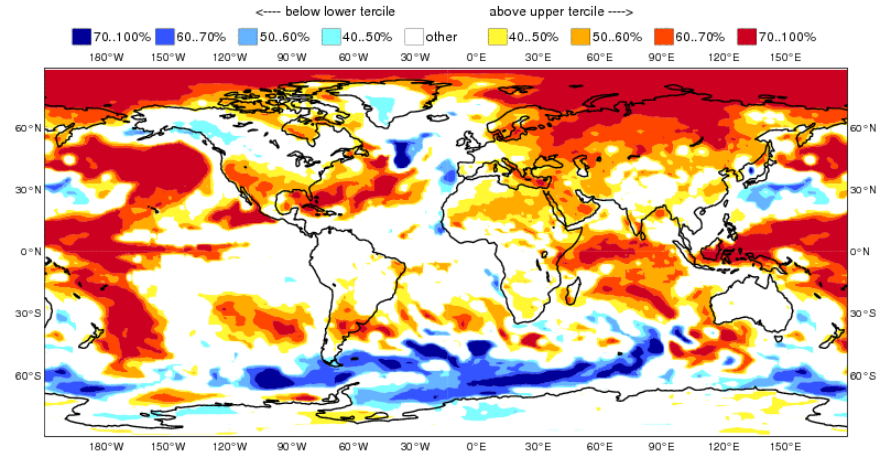 <---- below lower tercile above upper tercile ---->
70..100% 60..70% 50..60% 40..50% other 40..50% 50..60% 60..70% 70..100%
180°W 150°W 120°W 90°W 60°W 30°W 0°E 30°E 60°E 90°E 120°E 150°E
60°N 60°N
30°N 30°N
0°N 0°N
30°S 30°S
60°S 60°S
180°W 150°W 120°W 90°W 60°W 30°W 0°E 30°E 60°E 90°E 120°E 150°E